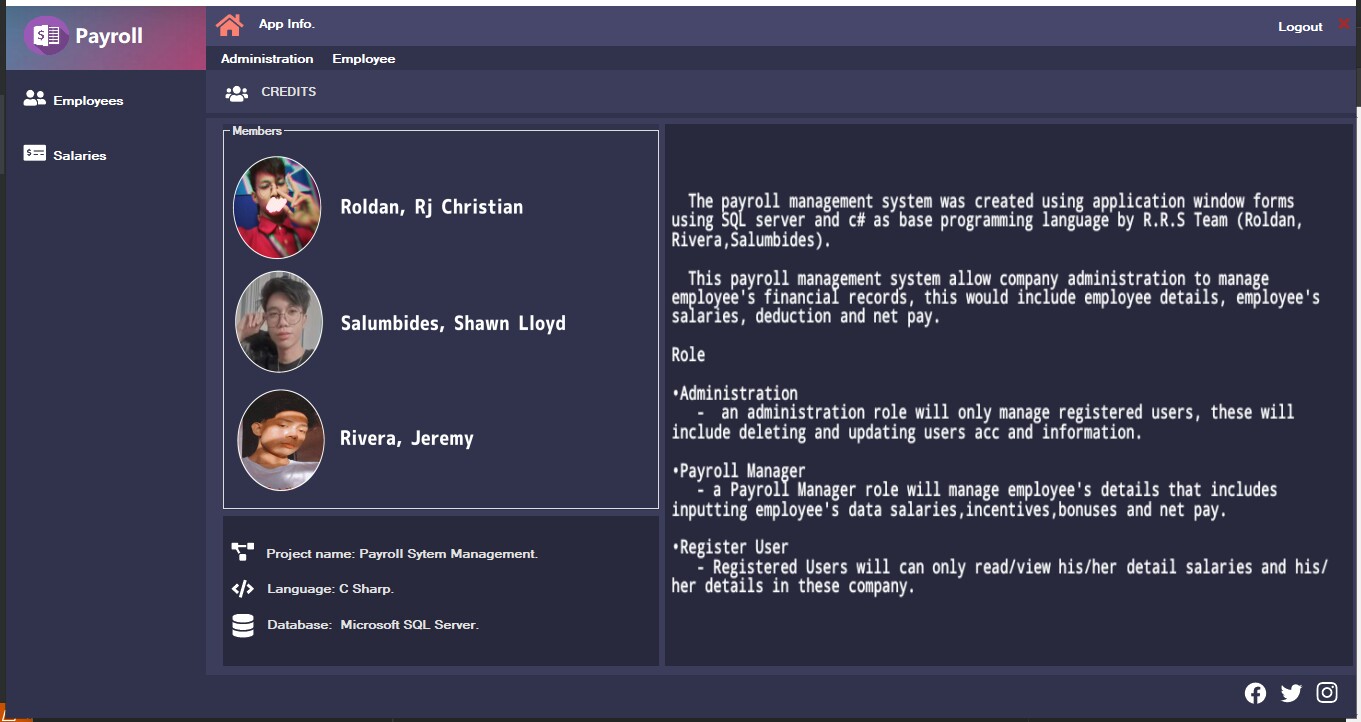 Payroll
App Info.
Logout
Administration Employee
Employees
Salaries
CREDITS
Members
Roldan, Rj Christian
Salumbides, Shawn Lloyd
Rivera, Jeremy
Project name: Payroll Sytem Management.
Language: C Sharp.
Database: Microsoft SQL Server.
The payroll management system was created using application window forms
using SQL server and c# as base programming language by R.R.S Team (Roldan,
Rivera,Salumbides).
This payroll management system allow company administration to manage
employee's financial records, this would include employee details, employee's
salaries, deduction and net pay.
Role
•Administration
- an administration role will only manage registered users, these will
include deleting and updating users acc and information.
•Payroll Manager
- a Payroll Manager role will manage employee's details that includes
inputting employee's data salaries,incentives,bonuses and net pay.
•Register User
- Registered Users will can only read/view his/her detail salaries and his/
her details in these company.